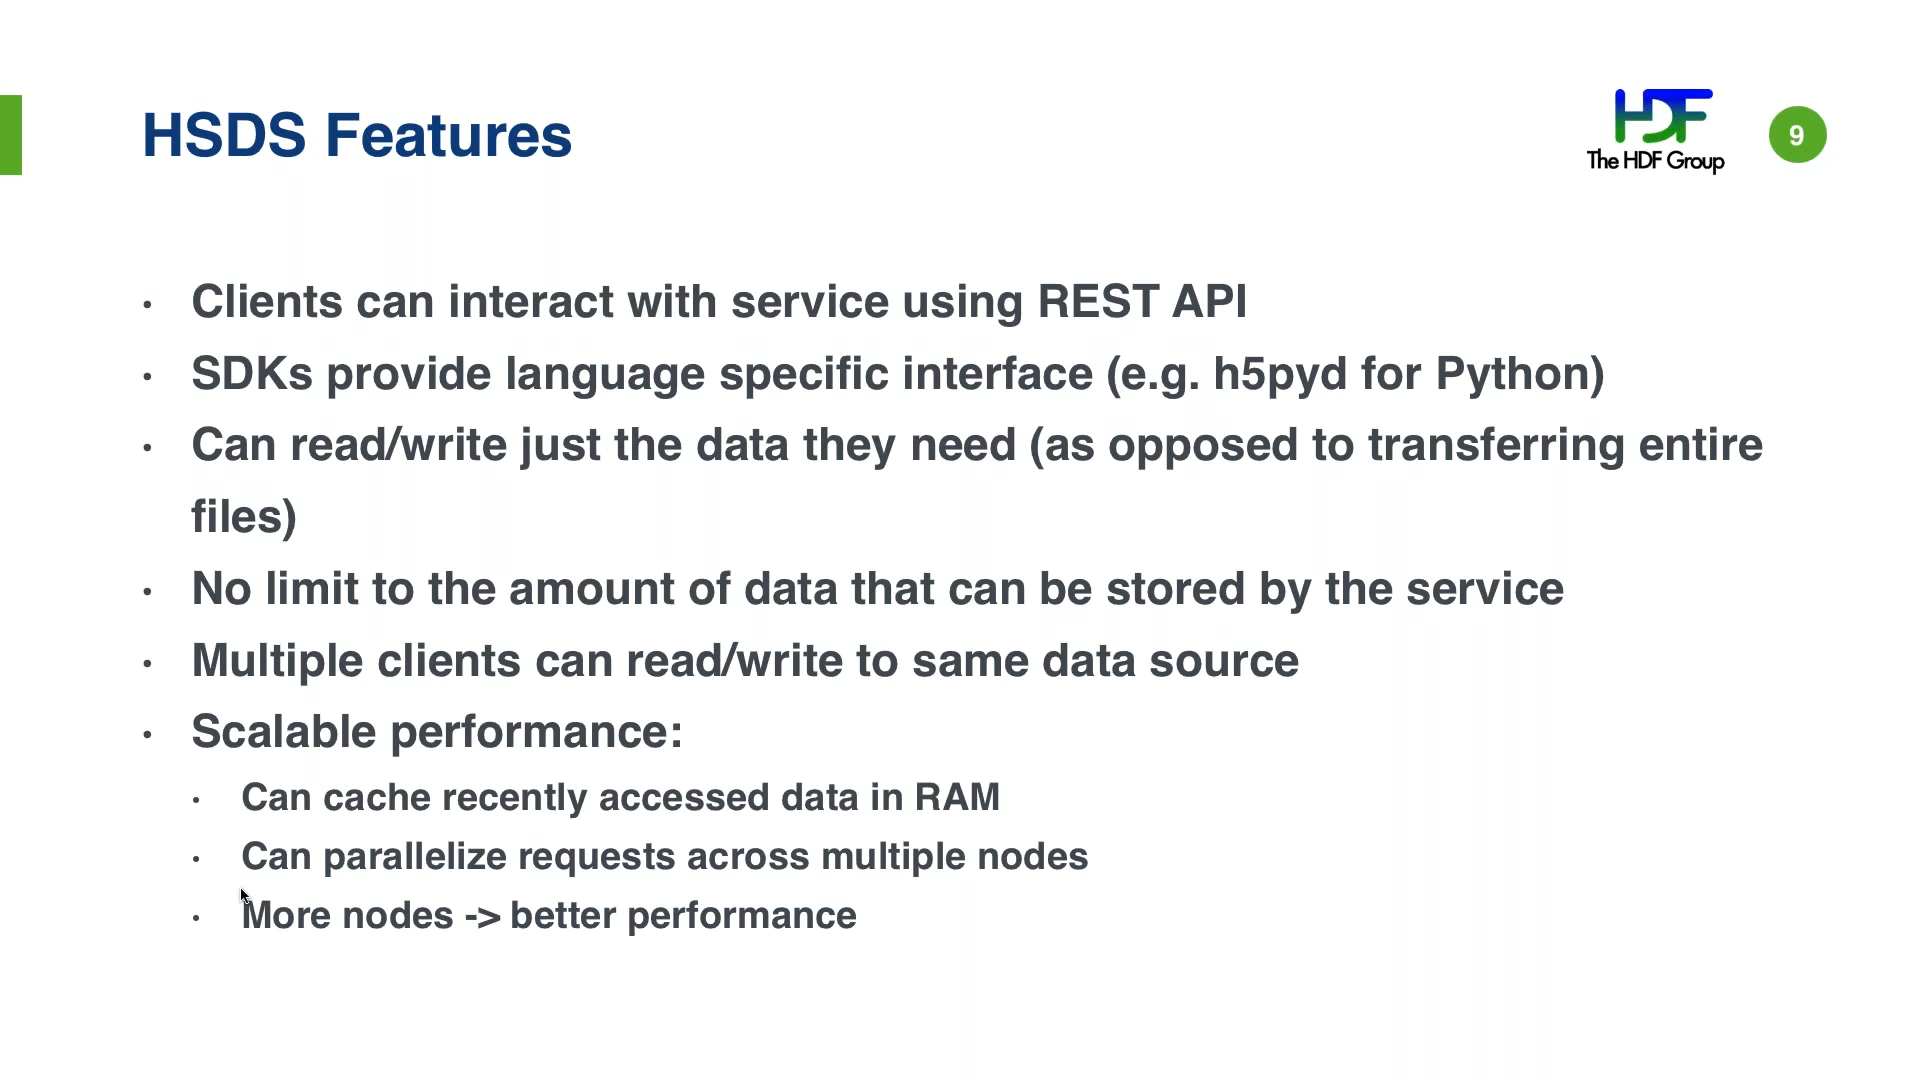 HSDS Features
HDF
The HDF Group
9
• Clients can interact with service using REST API
• SDKs provide language specific interface (e.g. h5pyd for Python)
• Can read/write just the data they need (as opposed to transferring entire
files)
• No limit to the amount of data that can be stored by the service
• Multiple clients can read/write to same data source
• Scalable performance:
• Can cache recently accessed data in RAM
• Can parallelize requests across multiple nodes
• More nodes -> better performance